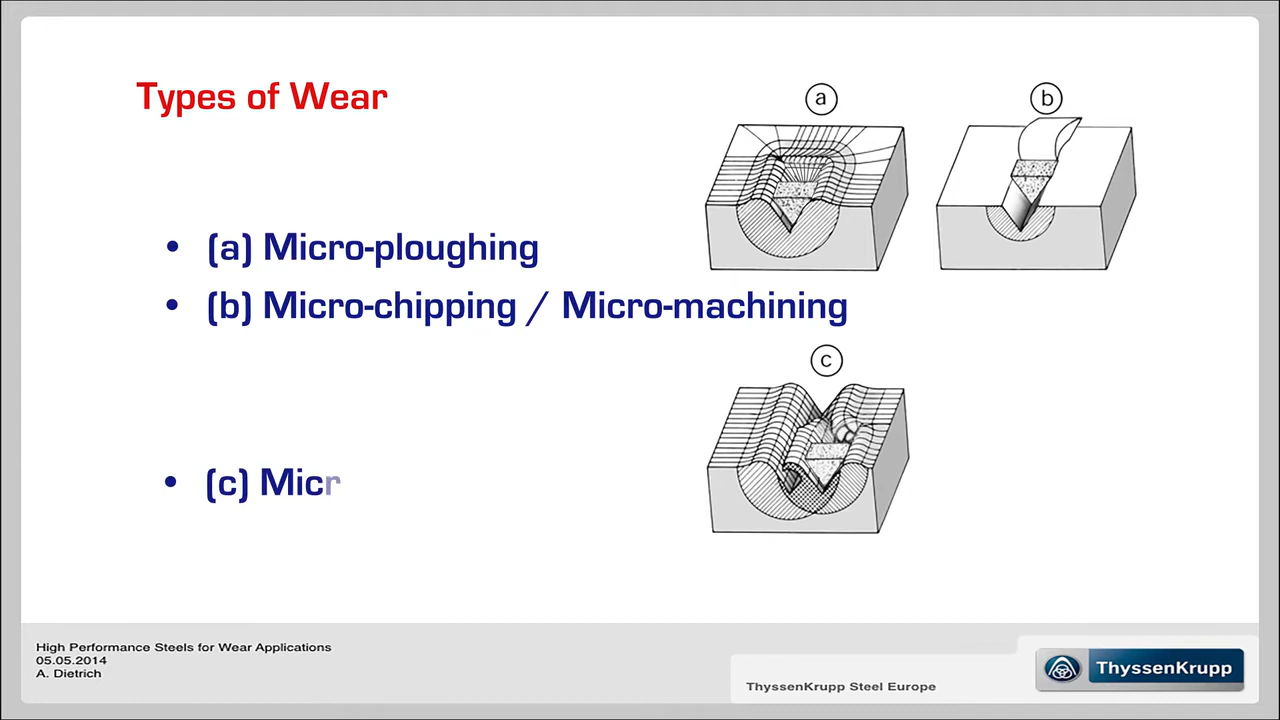 Types of Wear
a
b
• (a) Micro-ploughing
• (b) Micro-chipping / Micro-machining
c
• (c) Micr
High Performance Steels for Wear Applications
05.05.2014
A. Dietrich
ThyssenKrupp Steel Europe
ThyssenKrupp